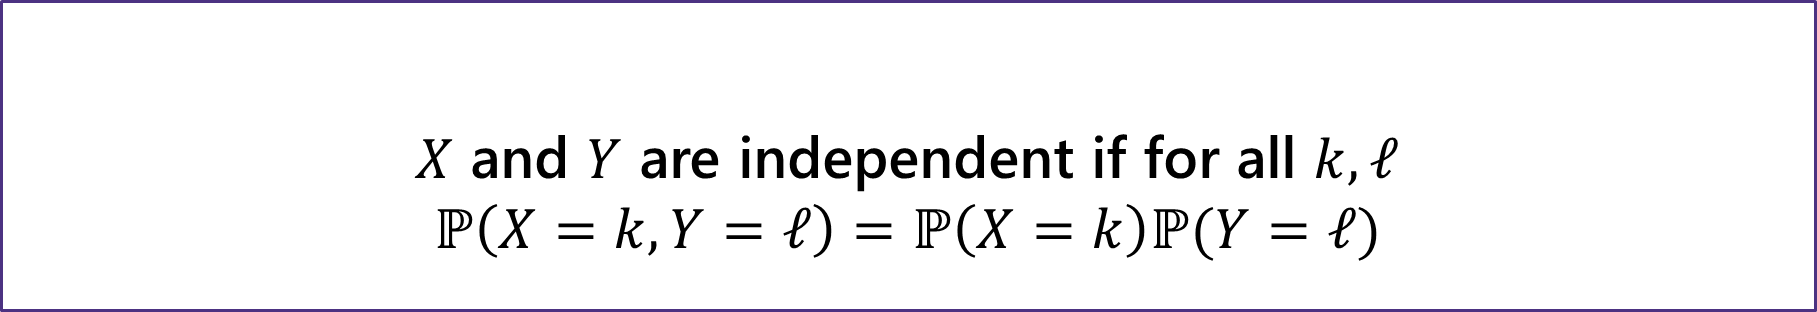 𝑋 and 𝑌 are independent if for all 𝑘, ℓ
ℙ(𝑋 = 𝑘, 𝑌 = ℓ) = ℙ(𝑋 = 𝑘)ℙ(𝑌 = ℓ)